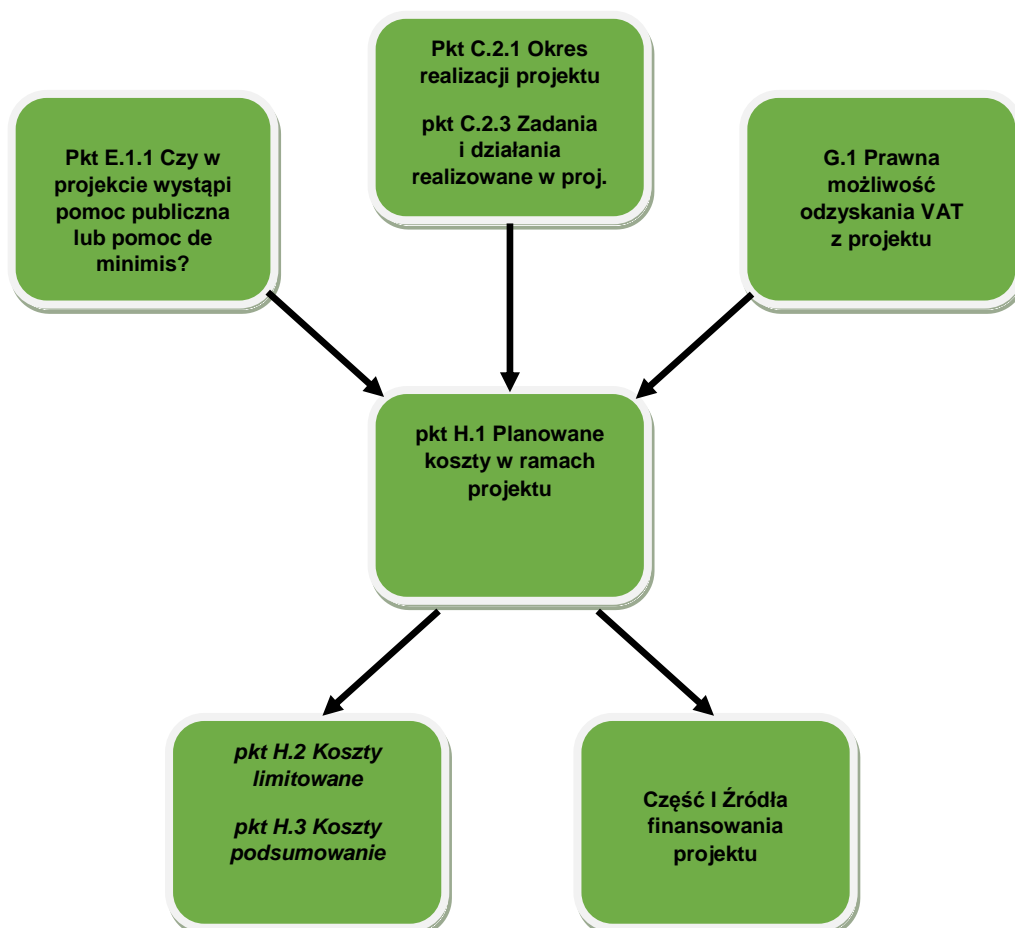 Pkt C.2.1 Okres
realizacji projektu
pkt C.2.3 Zadania
i działania
realizowane w proj.
Pkt E.1.1 Czy w
projekcie wystąpi
pomoc publiczna
lub pomoc de
minimis?
G.1 Prawna
możliwość
odzyskania VAT
z projektu
pkt H.1 Planowane
koszty w ramach
projektu
pkt H.2 Koszty
limitowane
pkt H.3 Koszty
podsumowanie
Część I Źródła
finansowania
projektu